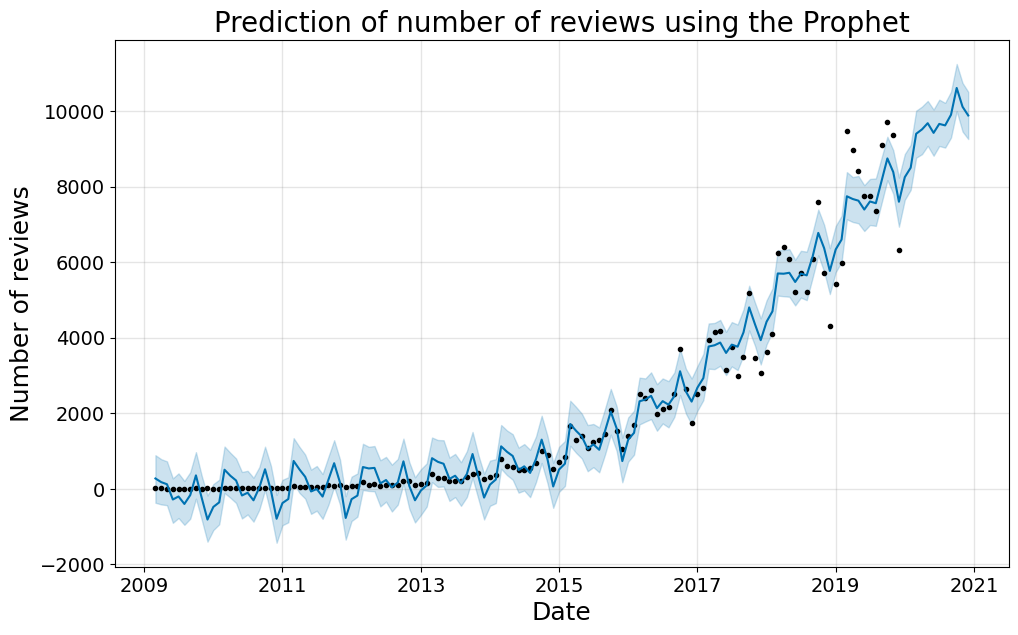 Prediction of number of reviews using the Prophet
10000
8000
6000
4000
2000
0
−2000
Number of reviews
2009 2011 2013 2015 2017 2019 2021
Date